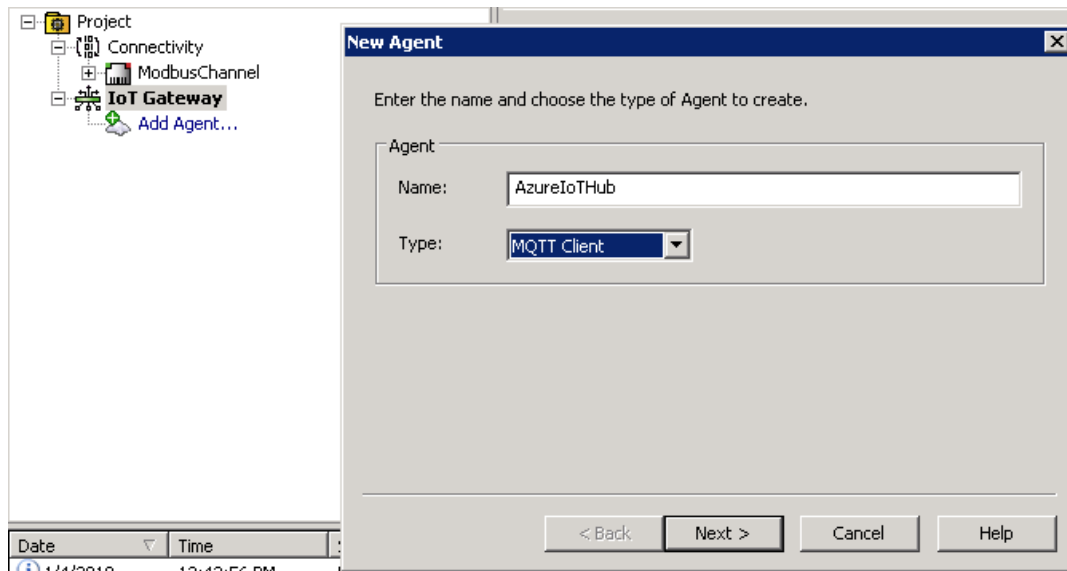 Project
Connectivity
ModbusChannel
IoT Gateway
Add Agent...
New Agent
Enter the name and choose the type of Agent to create.
Agent
Name: AzureIoTHub
Type: MQTT Client
< Back Next > Cancel Help
Date Time